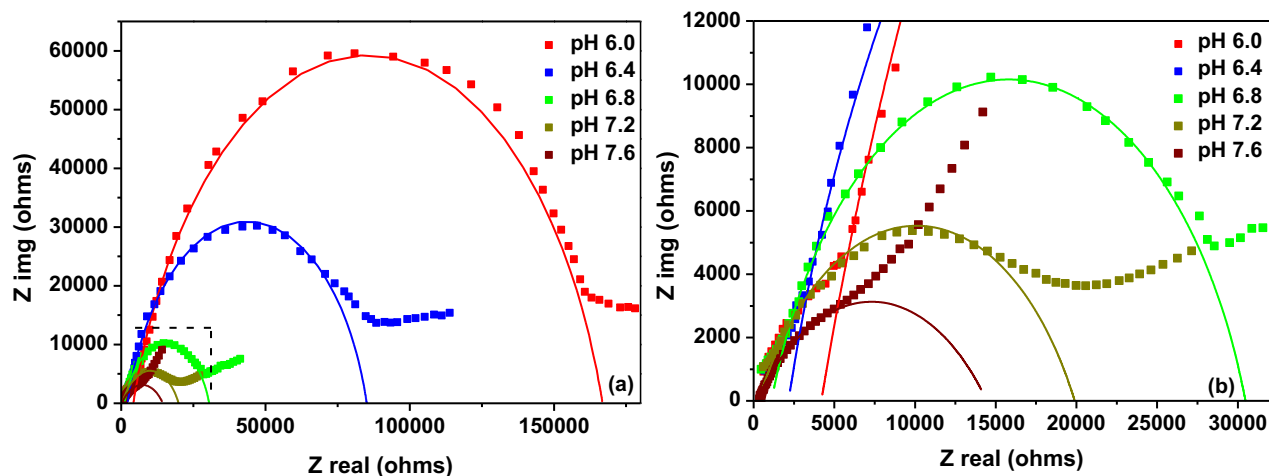 60000
50000
40000
30000
20000
10000
0
Z img (ohms)
pH 6.0
pH 6.4
pH 6.8
pH 7.2
pH 7.6
(a)
0 50000 100000 150000
Z real (ohms)
12000
10000
8000
6000
4000
2000
0
Z img (ohms)
pH 6.0
pH 6.4
pH 6.8
pH 7.2
pH 7.6
(b)
0 5000 10000 15000 20000 25000 30000
Z real (ohms)